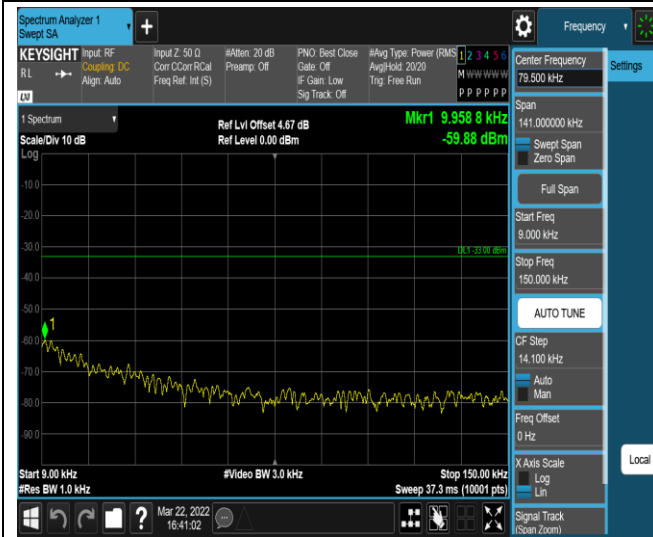 Spectrum Analyzer 1
Swept SA
Frequency
KEYSIGHT
RL
LXI
Input: RF
Coupling: DC
Align: Auto
Input Z: 50 Ω
Corr CCorr RCal
Freq Ref: Int (S)
#Atten: 20 dB
Preamp: Off
PNO: Best Close
Gate: Off
IF Gain: Low
Sig Track: Off
#Avg Type: Power (RMS
Avg|Hold: 20/20
Trig: Free Run
1 2 3 4 5 6
M W W W W W
P P P P P P
1 Spectrum
Scale/Div 10 dB
Log
Ref Lvl Offset 4.67 dB
Ref Level 0.00 dBm
Mkr1 9.958 8 kHz
-59.88 dBm
-10.0
-20.0
-30.0
DL1 -33.00 dBm
-40.0
-50.0
1
-60.0
-70.0
-80.0
-90.0
Start 9.00 kHz
#Res BW 1.0 kHz
#Video BW 3.0 kHz
Stop 150.00 kHz
Sweep 37.3 ms (10001 pts)
Mar 22, 2022
16:41:02
Center Frequency
79.500 kHz
Settings
Span
141.000000 kHz
Swept Span
Zero Span
Full Span
Start Freq
9.000 kHz
Stop Freq
150.000 kHz
AUTO TUNE
CF Step
14.100 kHz
Auto
Man
Freq Offset
0 Hz
X Axis Scale
Log
Lin
Local
Signal Track
(Span Zoom)